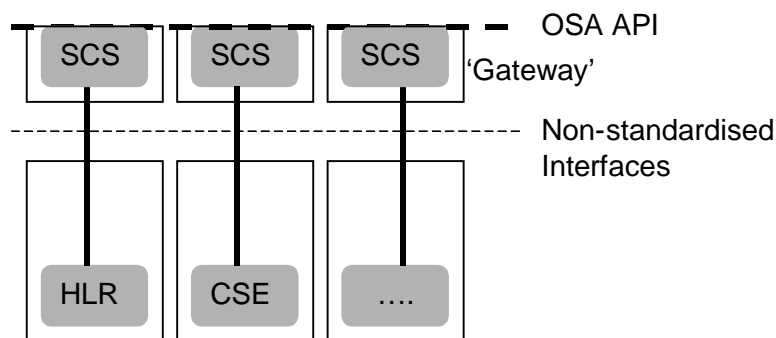 OSA API
SCS SCS SCS
‘Gateway’
Non-standardised
Interfaces
HLR CSE ....